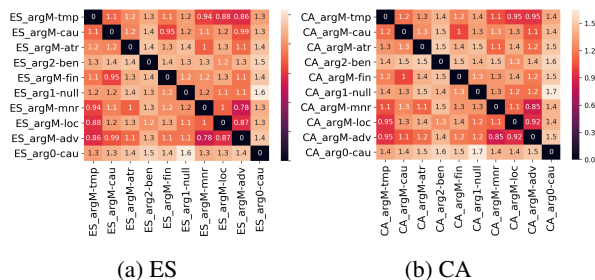 ES_argM-tmp 0 1.1 1.2 1.2 1.1 1.2 0.94 0.88 0.86 1.3
ES_argM-cau 1.1 0 1.2 1.3 0.95 1.2 1.1 1.2 0.99 1.3
ES_argM-atr 1.2 1.2 0 1.3 1.3 1.2 1 1.1 1.1 1.4
ES_arg2-ben 1.2 1.3 1.3 0 1.1 1.3 1.3 1.3 1.3 1.5
ES_argM-fin 1.1 0.95 1.3 1.1 0 1.2 1.2 1.2 1.1 1.4
ES_arg1-null 1.2 1.2 1.2 1.3 1.2 0 1.1 1.2 1.1 1.6
ES_argM-mnr 0.94 1.1 1 1.3 1.2 1.1 0 1.1 0.78 1.3
ES_argM-loc 0.88 1.2 1.1 1.3 1.2 1.2 1.1 0 0.87 1.3
ES_argM-adv 0.86 0.99 1.1 1.3 1.1 1.1 0.78 0.87 0 1.4
ES_arg0-cau 1.3 1.3 1.4 1.5 1.4 1.6 1.3 1.3 1.4 0
ES_argM-tmp ES_argM-cau ES_argM-atr ES_arg2-ben ES_argM-fin ES_arg1-null ES_argM-mnr ES_argM-loc ES_argM-adv ES_arg0-cau
(a) ES
CA_argM-tmp 0 1.2 1.3 1.4 1.2 1.4 1.1 0.95 0.95 1.4
CA_argM-cau 1.2 0 1.3 1.4 1 1.4 1.3 1.3 1.1 1.4
CA_argM-atr 1.3 1.3 0 1.5 1.4 1.3 1.1 1.3 1.2 1.4
CA_arg2-ben 1.4 1.4 1.5 0 1.2 1.5 1.4 1.4 1.4 1.6
CA_argM-fin 1.2 1 1.4 1.2 0 1.4 1.3 1.3 1.2 1.5
CA_arg1-null 1.4 1.4 1.3 1.5 1.4 0 1.2 1.3 1.2 1.7
CA_argM-mnr 1.1 1.3 1.1 1.4 1.3 1.2 0 1.1 0.85 1.4
CA_argM-loc 0.95 1.3 1.3 1.4 1.3 1.3 1.1 0 0.92 1.4
CA_argM-adv 0.95 1.1 1.2 1.4 1.2 1.2 0.85 0.92 0 1.5
CA_arg0-cau 1.4 1.4 1.4 1.6 1.5 1.7 1.4 1.4 1.5 0
CA_argM-tmp CA_argM-cau CA_argM-atr CA_arg2-ben CA_argM-fin CA_arg1-null CA_argM-mnr CA_argM-loc CA_argM-adv CA_arg0-cau
1.5
1.2
0.9
0.6
0.3
0.0
(b) CA